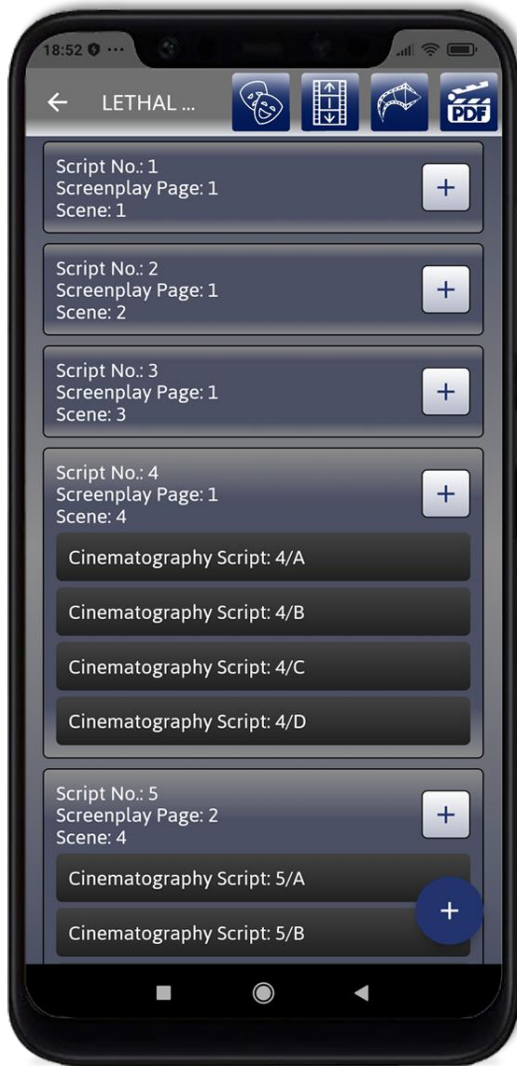 18:52
LETHAL ...
PDF
Script No.: 1
Screenplay Page: 1
Scene: 1
+
Script No.: 2
Screenplay Page: 1
Scene: 2
+
Script No.: 3
Screenplay Page: 1
Scene: 3
+
Script No.: 4
Screenplay Page: 1
Scene: 4
+
Cinematography Script: 4/A
Cinematography Script: 4/B
Cinematography Script: 4/C
Cinematography Script: 4/D
Script No.: 5
Screenplay Page: 2
Scene: 4
+
Cinematography Script: 5/A
Cinematography Script: 5/B
+